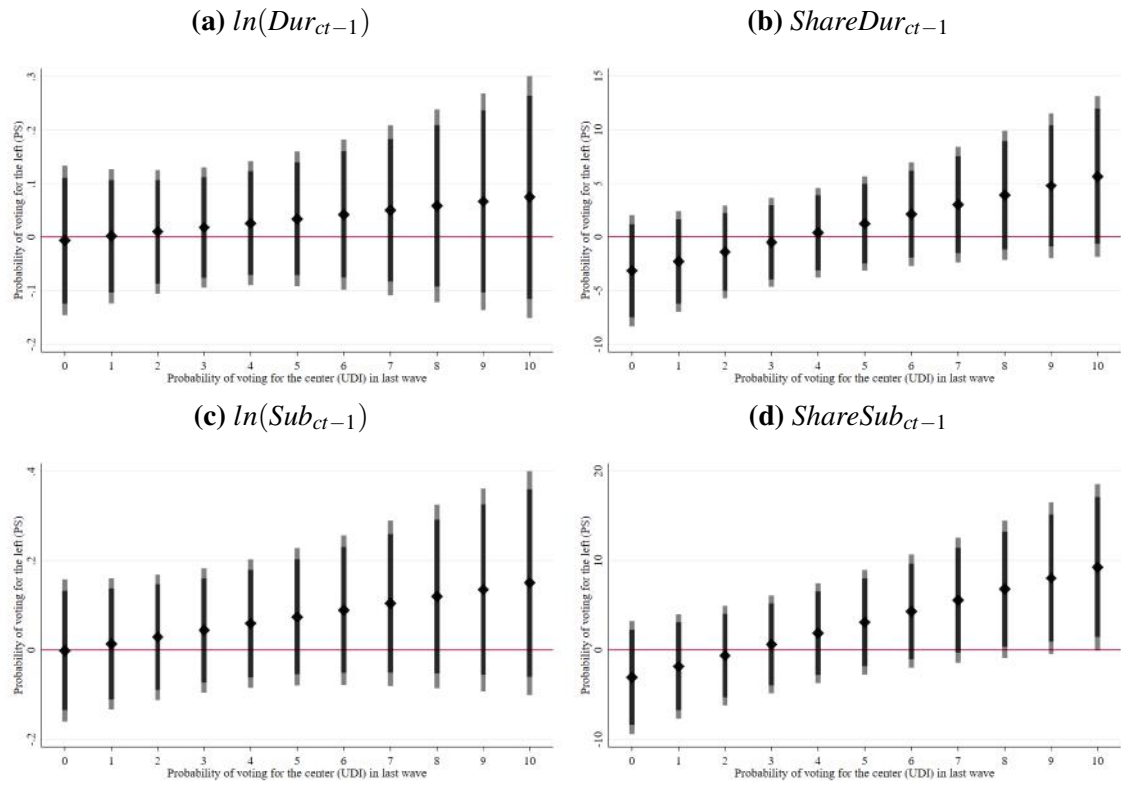 (a) ln(Dur_{ct−1})
(b) ShareDur_{ct−1}
Probability of voting for the left (PS)
.3
.2
.1
0
-.1
-.2
0 1 2 3 4 5 6 7 8 9 10
Probability of voting for the center (UDI) in last wave
Probability of voting for the left (PS)
15
10
5
0
-5
-10
0 1 2 3 4 5 6 7 8 9 10
Probability of voting for the center (UDI) in last wave
(c) ln(Sub_{ct−1})
(d) ShareSub_{ct−1}
Probability of voting for the left (PS)
.4
.2
0
-.2
0 1 2 3 4 5 6 7 8 9 10
Probability of voting for the center (UDI) in last wave
Probability of voting for the left (PS)
20
10
0
-10
0 1 2 3 4 5 6 7 8 9 10
Probability of voting for the center (UDI) in last wave